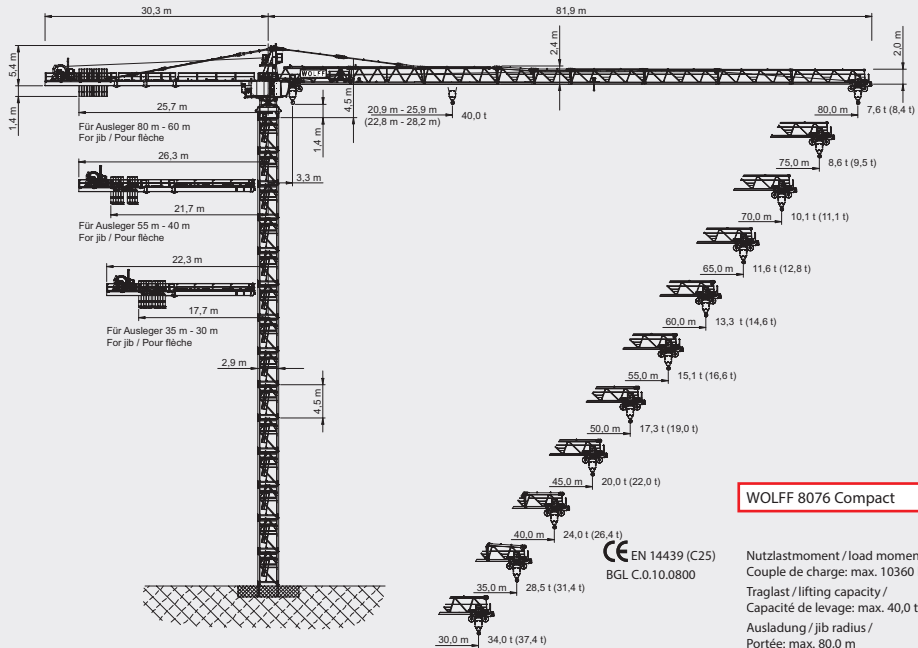 30,3 m
81,9 m
5,4 m
1,4 m
WOLFF
2,4 m
2,0 m
25,7 m
4,5 m
1,4 m
20,9 m - 25,9 m
(22,8 m - 28,2 m)
40,0 t
80,0 m
7,6 t (8,4 t)
Für Ausleger 80 m - 60 m
For jib / Pour flèche
75,0 m
8,6 t (9,5 t)
26,3 m
3,3 m
21,7 m
70,0 m
10,1 t (11,1 t)
Für Ausleger 55 m - 40 m
For jib / Pour flèche
65,0 m
11,6 t (12,8 t)
22,3 m
17,7 m
60,0 m
13,3 t (14,6 t)
Für Ausleger 35 m - 30 m
For jib / Pour flèche
2,9 m
55,0 m
15,1 t (16,6 t)
4,5 m
50,0 m
17,3 t (19,0 t)
45,0 m
20,0 t (22,0 t)
WOLFF 8076 Compact
40,0 m
24,0 t (26,4 t)
CE EN 14439 (C25)
BGL C.0.10.0800
Nutzlastmoment / load momen
Couple de charge: max. 10360
35,0 m
28,5 t (31,4 t)
Traglast / lifting capacity /
Capacité de levage: max. 40,0 t
Ausladung / jib radius /
Portée: max. 80,0 m
30,0 m
34,0 t (37,4 t)